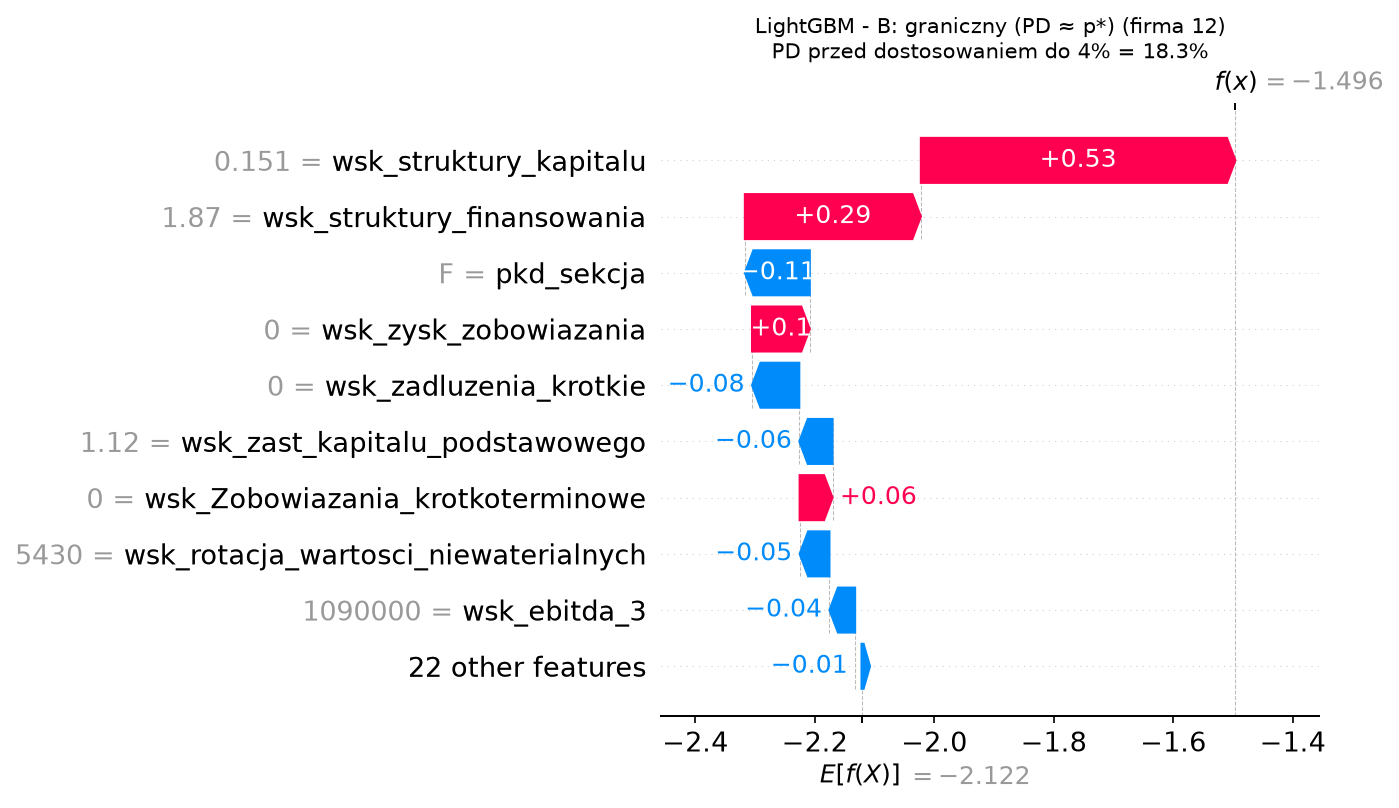 LightGBM - B: graniczny (PD ≈ p*) (firma 12)
PD przed dostosowaniem do 4% = 18.3%
f(x) = −1.496
0.151 = wsk_struktury_kapitalu +0.53
1.87 = wsk_struktury_finansowania +0.29
F = pkd_sekcja −0.11
0 = wsk_zysk_zobowiazania +0.1
0 = wsk_zadluzenia_krotkie −0.08
1.12 = wsk_zast_kapitalu_podstawowego −0.06
0 = wsk_Zobowiazania_krotkoterminowe +0.06
5430 = wsk_rotacja_wartosci_niewaterialnych −0.05
1090000 = wsk_ebitda_3 −0.04
22 other features −0.01
−2.4 −2.2 −2.0 −1.8 −1.6 −1.4
E[f(X)] = −2.122